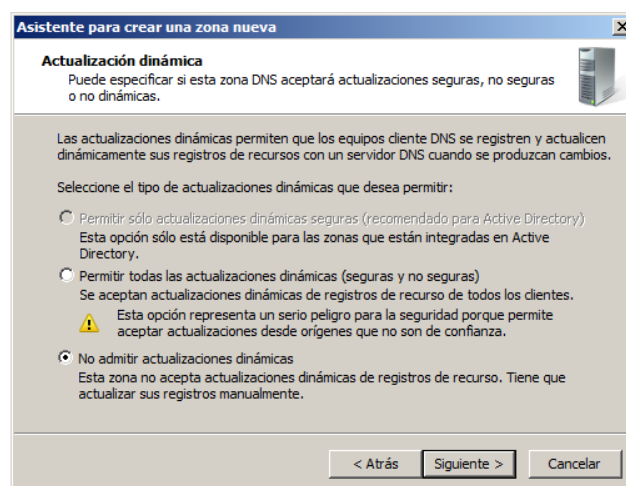 Asistente para crear una zona nueva
Actualización dinámica
Puede especificar si esta zona DNS aceptará actualizaciones seguras, no seguras
o no dinámicas.
Las actualizaciones dinámicas permiten que los equipos cliente DNS se registren y actualicen
dinámicamente sus registros de recursos con un servidor DNS cuando se produzcan cambios.
Seleccione el tipo de actualizaciones dinámicas que desea permitir:
Permitir sólo actualizaciones dinámicas seguras (recomendado para Active Directory)
Esta opción sólo está disponible para las zonas que están integradas en Active
Directory.
Permitir todas las actualizaciones dinámicas (seguras y no seguras)
Se aceptan actualizaciones dinámicas de registros de recurso de todos los clientes.
Esta opción representa un serio peligro para la seguridad porque permite
aceptar actualizaciones desde orígenes que no son de confianza.
No admitir actualizaciones dinámicas
Esta zona no acepta actualizaciones dinámicas de registros de recurso. Tiene que
actualizar sus registros manualmente.
< Atrás
Siguiente >
Cancelar